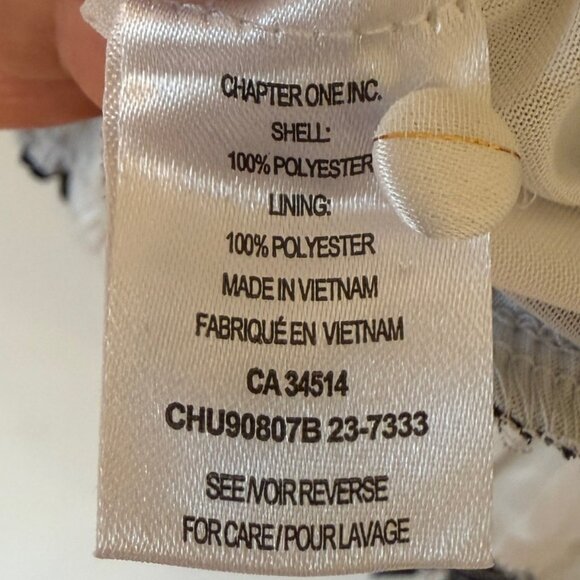 CHAPTER ONE INC.
SHELL:
100% POLYESTER
LINING:
100% POLYESTER
MADE IN VIETNAM
FABRIQUÉ EN VIETNAM
CA 34514
CHU90807B 23-7333
SEE/VOIR REVERSE
FOR CARE/POUR LAVAGE